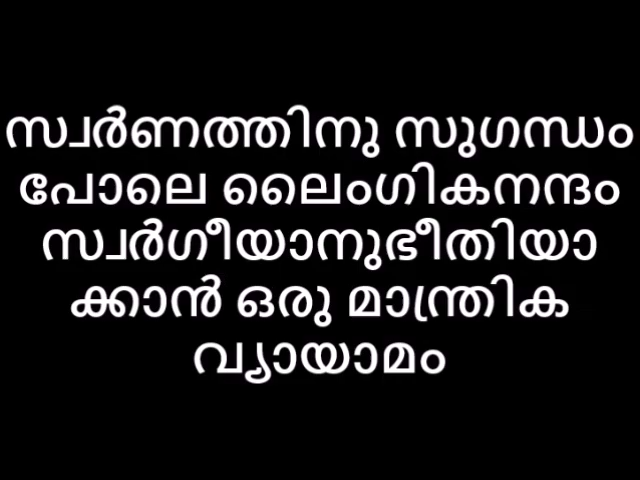 സ്വർണത്തിനു സുഗന്ധം
പോലെ ലൈംഗികനന്ദം
സ്വർഗീയാനുഭീതിയാ
ക്കാൻ ഒരു മാന്ത്രിക
വ്യായാമം